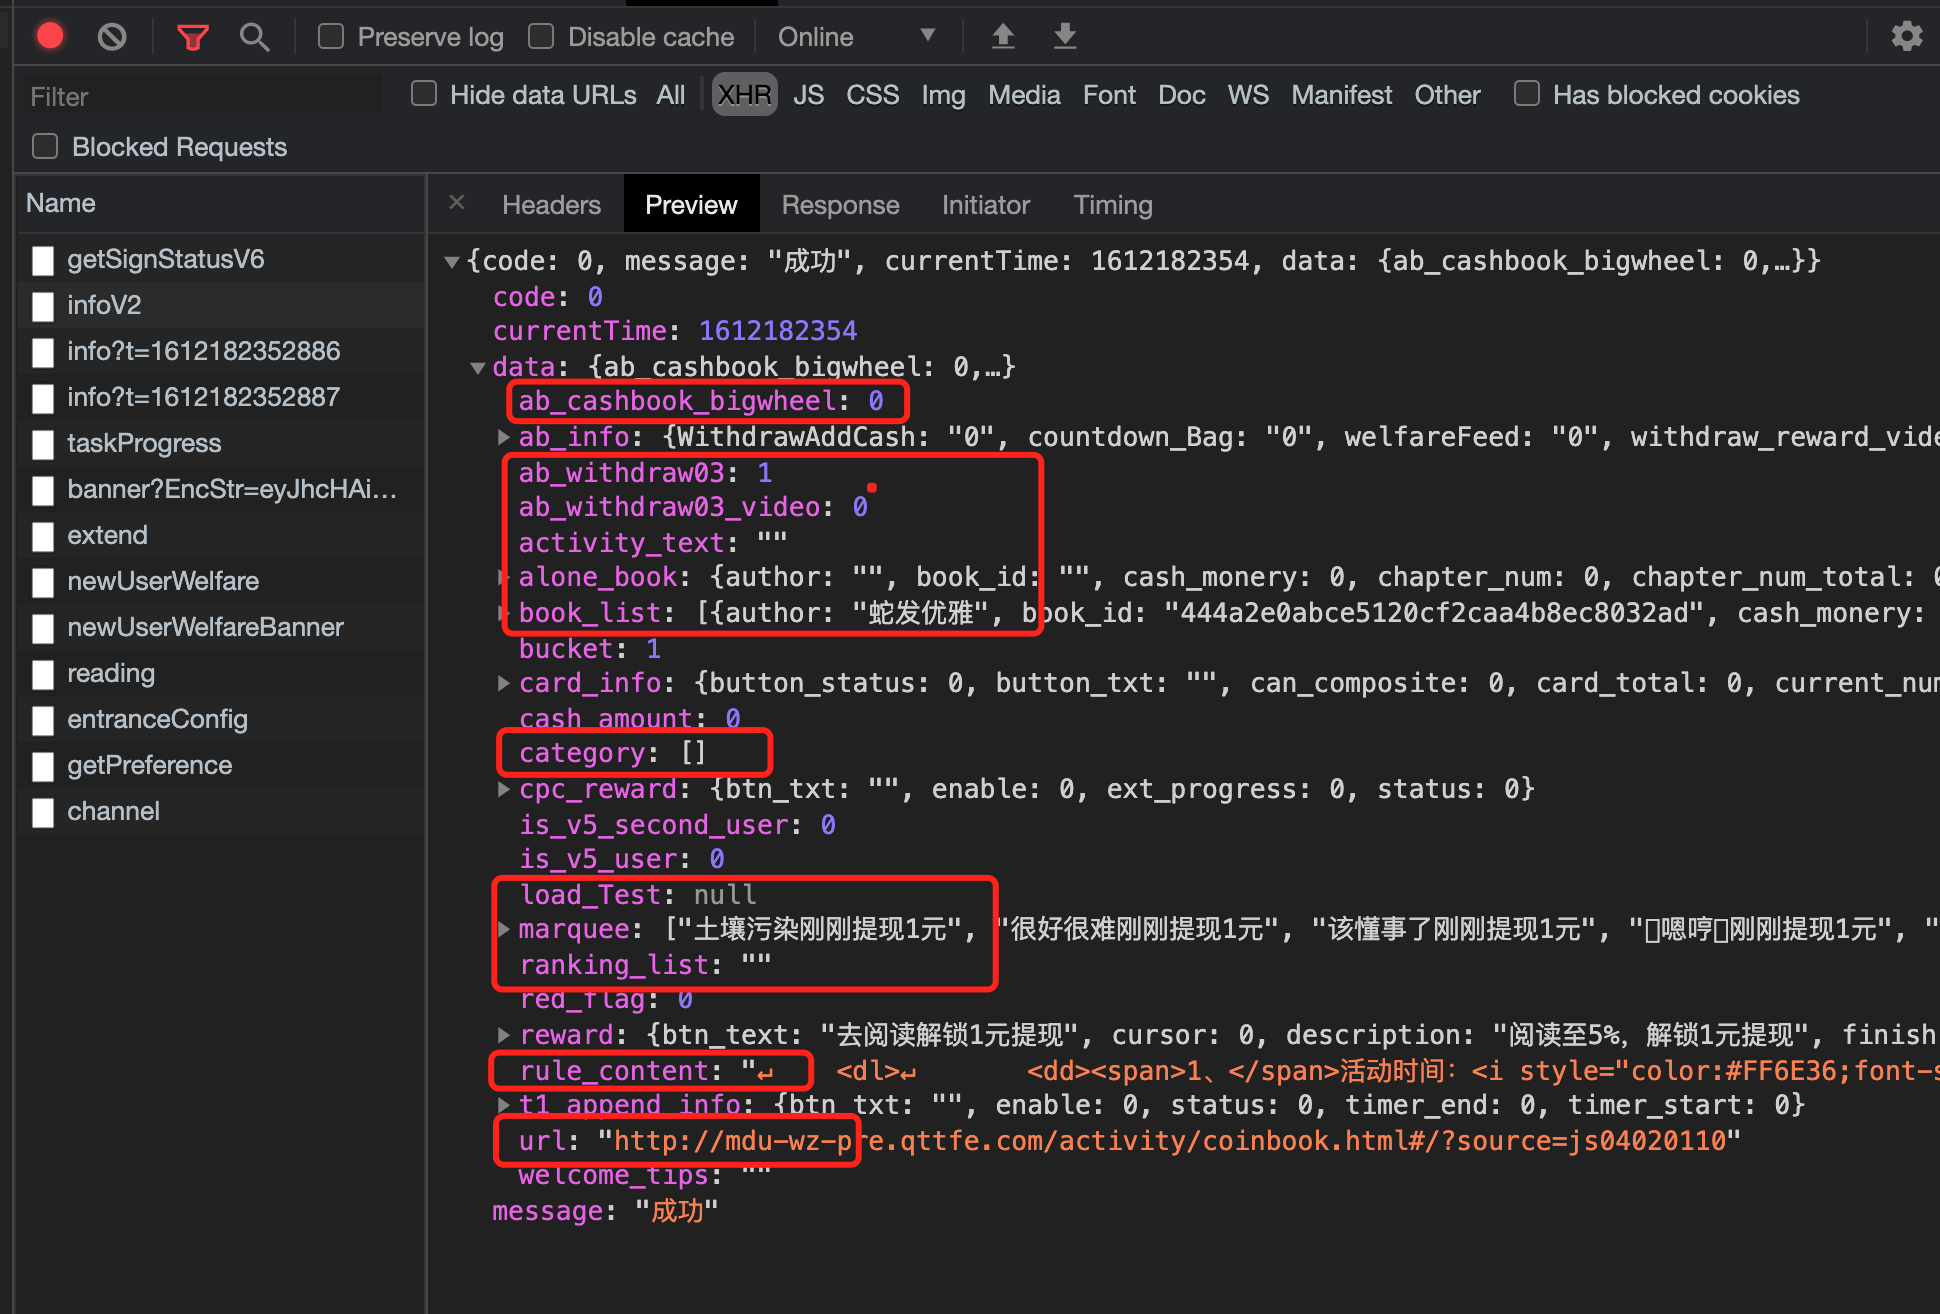 Preserve log Disable cache Online
Filter Hide data URLs All XHR JS CSS Img Media Font Doc WS Manifest Other Has blocked cookies
Blocked Requests
Name
getSignStatusV6
infoV2
info?t=1612182352886
info?t=1612182352887
taskProgress
banner?EncStr=eyJhcHAi…
extend
newUserWelfare
newUserWelfareBanner
reading
entranceConfig
getPreference
channel
× Headers Preview Response Initiator Timing
{code: 0, message: "成功", currentTime: 1612182354, data: {ab_cashbook_bigwheel: 0,…}}
code: 0
currentTime: 1612182354
data: {ab_cashbook_bigwheel: 0,…}
ab_cashbook_bigwheel: 0
ab_info: {WithdrawAddCash: "0", countdown_Bag: "0", welfareFeed: "0", withdraw_reward_vide
ab_withdraw03: 1
ab_withdraw03_video: 0
activity_text: ""
alone_book: {author: "", book_id: "", cash_monery: 0, chapter_num: 0, chapter_num_total: 0
book_list: [{author: "蛇发优雅", book_id: "444a2e0abce5120cf2caa4b8ec8032ad", cash_monery:
bucket: 1
card_info: {button_status: 0, button_txt: "", can_composite: 0, card_total: 0, current_num
cash_amount: 0
category: []
cpc_reward: {btn_txt: "", enable: 0, ext_progress: 0, status: 0}
is_v5_second_user: 0
is_v5_user: 0
load_Test: null
marquee: ["土壤污染刚刚提现1元", "很好很难刚刚提现1元", "该懂事了刚刚提现1元", "▯嗯哼▯刚刚提现1元", "
ranking_list: ""
red_flag: 0
reward: {btn_text: "去阅读解锁1元提现", cursor: 0, description: "阅读至5%, 解锁1元提现", finish
rule_content: "↵ <dl>↵ <dd><span>1、</span>活动时间: <i style="color:#FF6E36;font-s
t1_append_info: {btn_txt: "", enable: 0, status: 0, timer_end: 0, timer_start: 0}
url: "http://mdu-wz-pre.qttfe.com/activity/coinbook.html#/?source=js04020110"
welcome_tips: ""
message: "成功"